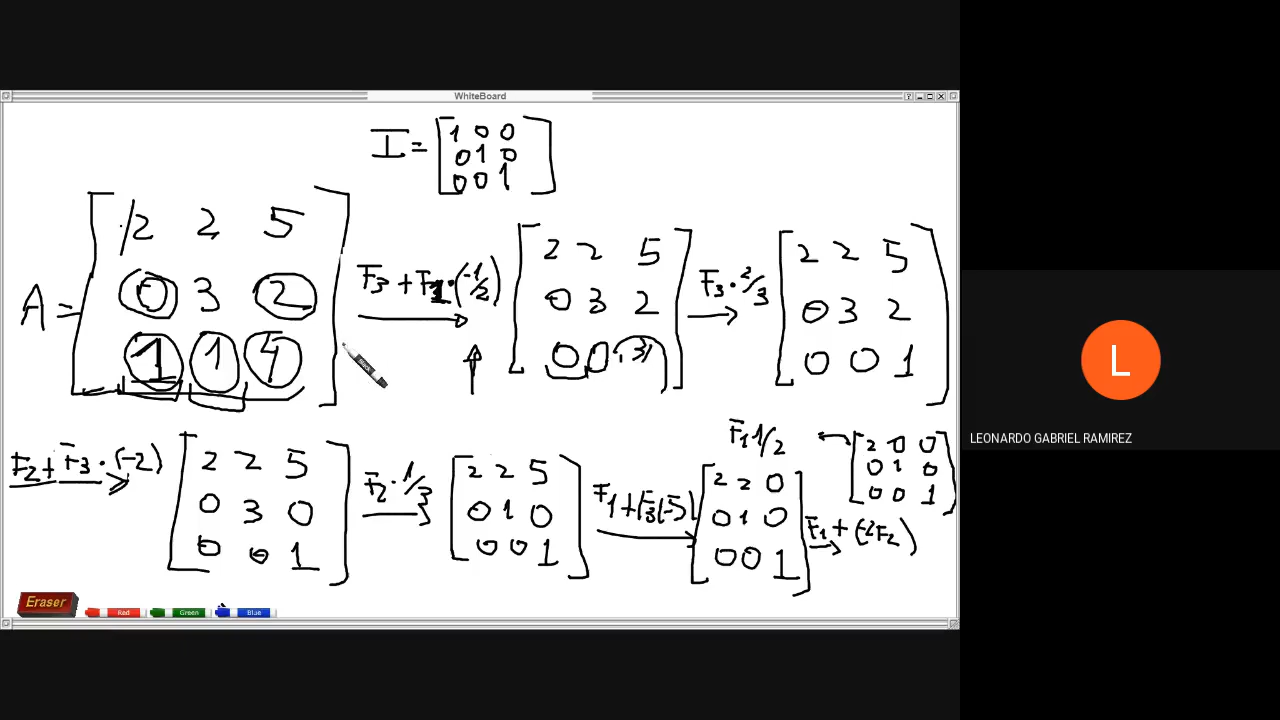 WhiteBoard
I = [1 0 0
0 1 0
0 0 1]
A = [2 2 5
0 3 2
1 1 4]
F3 + F1 · (-1/2)
[2 2 5
0 3 2
0 0 3/2]
F3 · 2/3
[2 2 5
0 3 2
0 0 1]
F2 + F3 · (-2)
[2 2 5
0 3 0
0 0 1]
F2 · 1/3
[2 2 5
0 1 0
0 0 1]
F1 + (F3(-5)
[2 2 0
0 1 0
0 0 1]
F1 + (-2F2)
[2 0 0
0 1 0
0 0 1]
F1 1/2
Eraser Red Green Blue
L
LEONARDO GABRIEL RAMIREZ